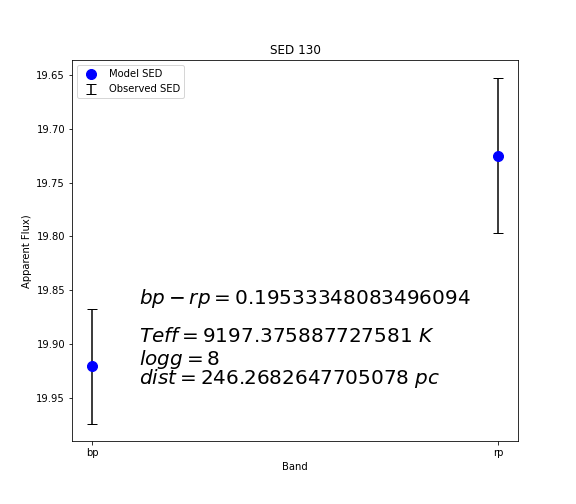 SED 130
Model SED
Observed SED
19.65
19.70
19.75
19.80
19.85
19.90
19.95
Apparent Flux)
bp − rp = 0.19533348083496094
Teff = 9197.375887727581 K
logg = 8
dist = 246.2682647705078 pc
bp
rp
Band